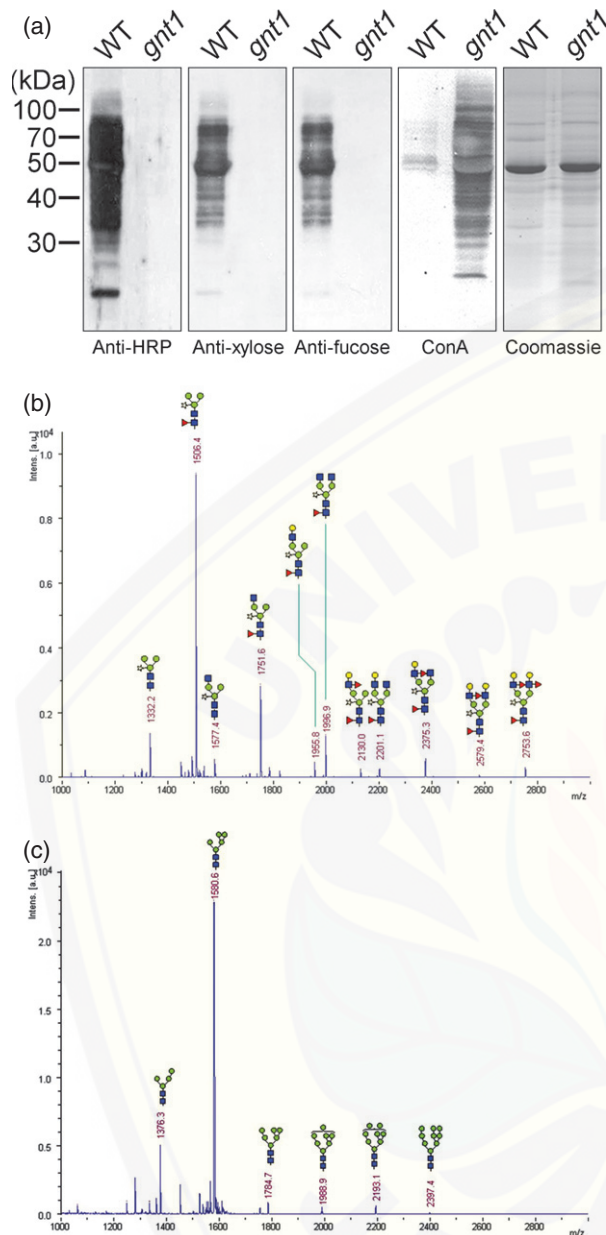 (a)
WT gnt1 WT gnt1 WT gnt1 WT gnt1 WT gnt1
(kDa)
100
70
50
40
30
Anti-HRP Anti-xylose Anti-fucose ConA Coomassie
(b)
Intens. [a.u.]
x10⁴
1.0
0.8
0.6
0.4
0.2
0.0
1332.2
1506.4
1577.4
1751.6
1955.8
1996.9
2130.0
2201.1
2375.3
2579.4
2753.6
1000 1200 1400 1600 1800 2000 2200 2400 2600 2800
m/z
(c)
Intens. [a.u.]
x10⁴
2.0
1.5
1.0
0.5
0.0
1376.3
1580.6
1784.7
1988.9
2193.1
2397.4
1000 1200 1400 1600 1800 2000 2200 2400 2600 2800
m/z
UNIVE